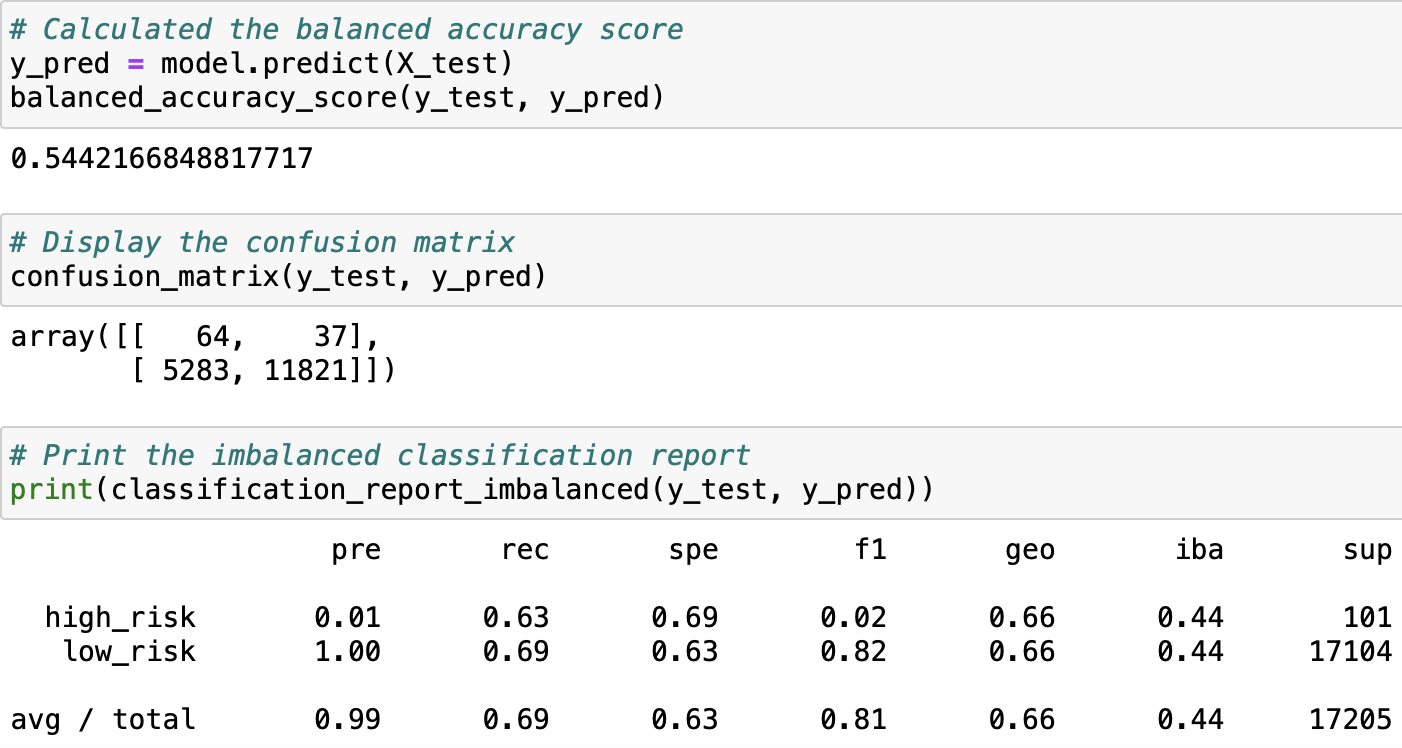 # Calculated the balanced accuracy score
y_pred = model.predict(X_test)
balanced_accuracy_score(y_test, y_pred)
0.5442166848817717
# Display the confusion matrix
confusion_matrix(y_test, y_pred)
array([[   64,    37],
       [ 5283, 11821]])
# Print the imbalanced classification report
print(classification_report_imbalanced(y_test, y_pred))
pre rec spe f1 geo iba sup
high_risk 0.01 0.63 0.69 0.02 0.66 0.44 101
low_risk 1.00 0.69 0.63 0.82 0.66 0.44 17104
avg / total 0.99 0.69 0.63 0.81 0.66 0.44 17205